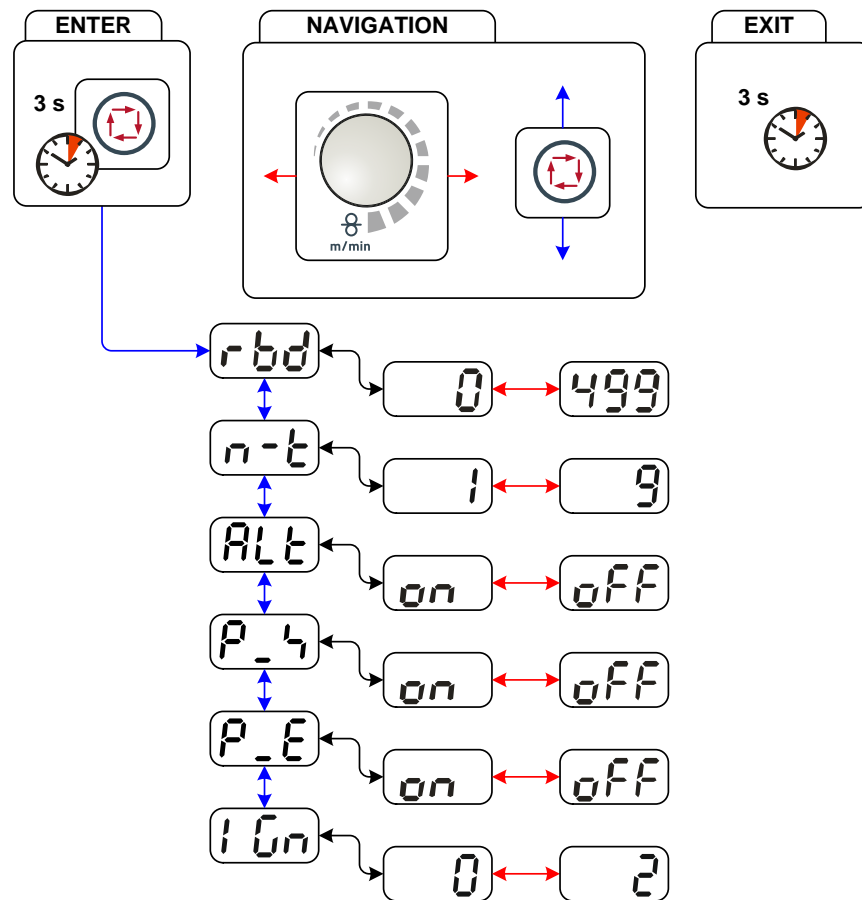 ENTER
NAVIGATION
EXIT
3 s
3 s
m/min
rbd
0
499
n-t
1
9
ALt
on
oFF
P_4
on
oFF
P_E
on
oFF
IGn
0
2